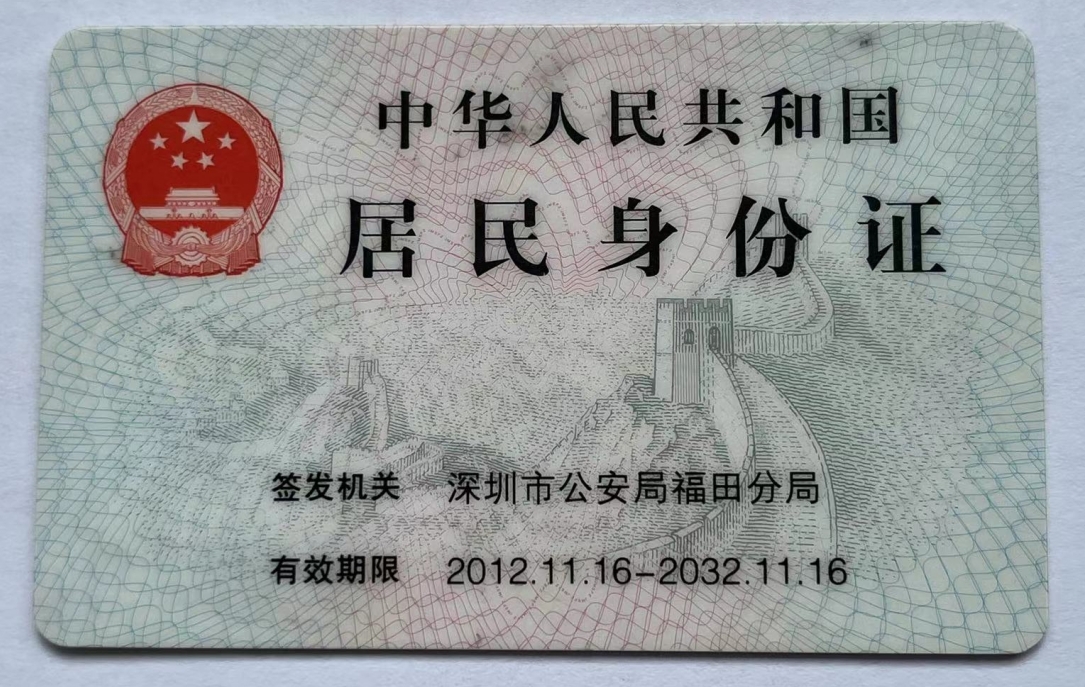 中华人民共和国
居民身份证
签发机关 深圳市公安局福田分局
有效期限 2012.11.16-2032.11.16